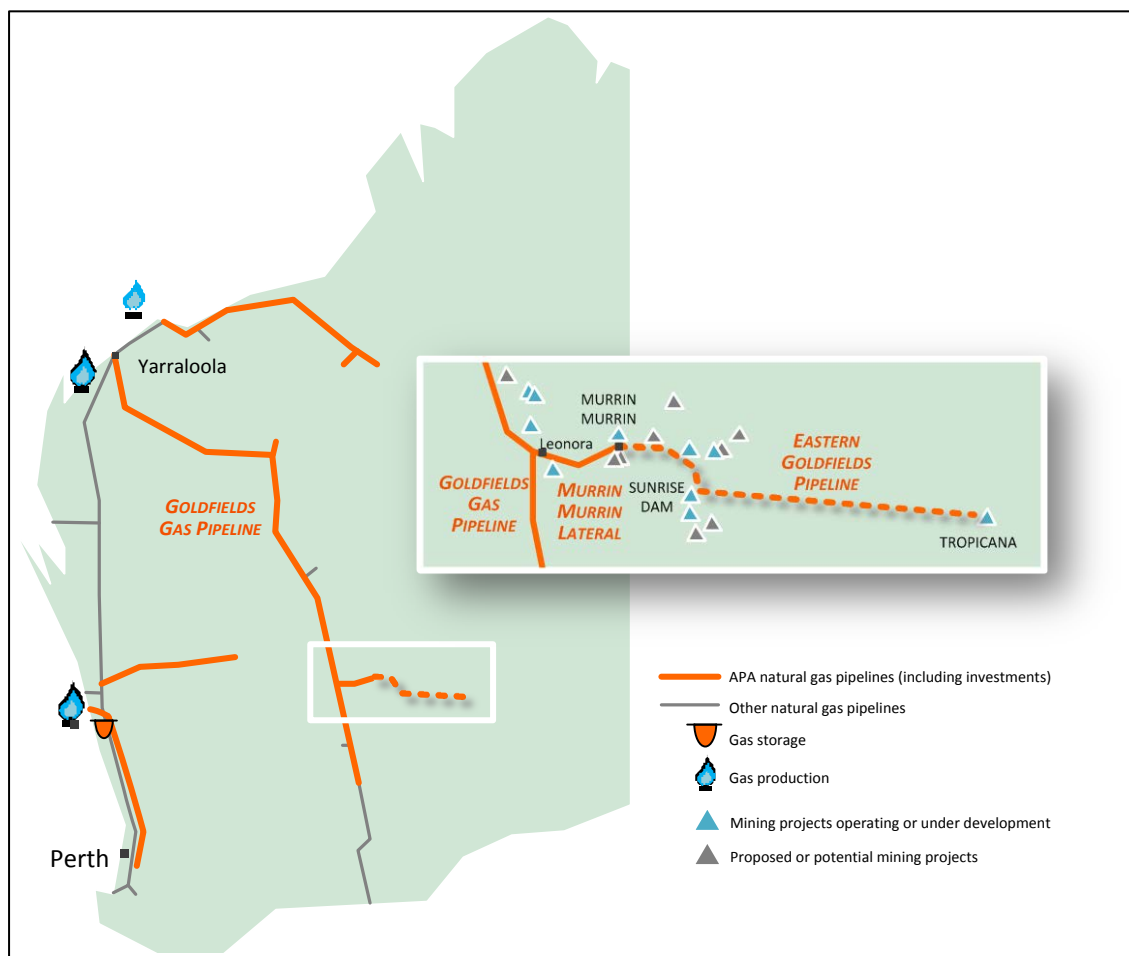 Yarraloola
GOLDFIELDS
GAS PIPELINE
Perth
MURRIN
MURRIN
Leonora
GOLDFIELDS
GAS
PIPELINE
MURRIN
MURRIN
LATERAL
SUNRISE
DAM
EASTERN
GOLDFIELDS
PIPELINE
TROPICANA
APA natural gas pipelines (including investments)
Other natural gas pipelines
Gas storage
Gas production
Mining projects operating or under development
Proposed or potential mining projects